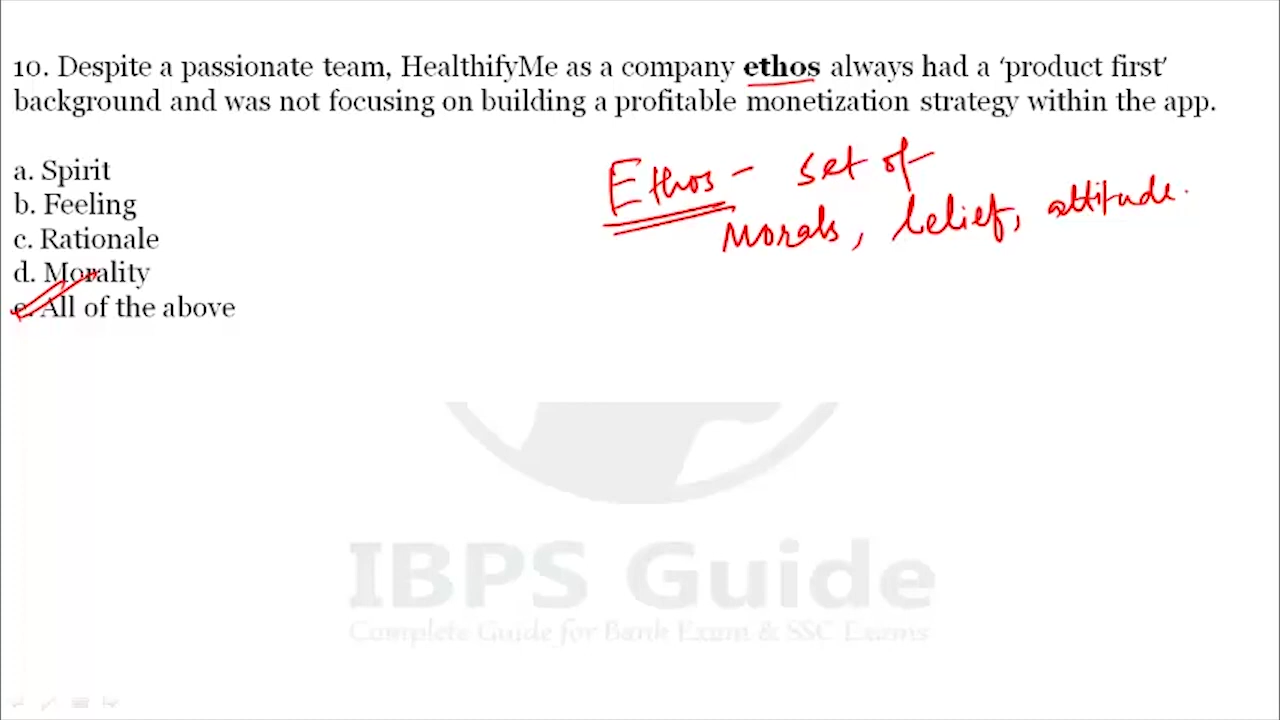 10. Despite a passionate team, HealthifyMe as a company ethos always had a 'product first'
background and was not focusing on building a profitable monetization strategy within the app.
Ethos - set of
morals, belief, attitude.
a. Spirit
b. Feeling
c. Rationale
d. Morality
e. All of the above
IBPS Guide
Complete Guide for Bank Exam & SSC Exams